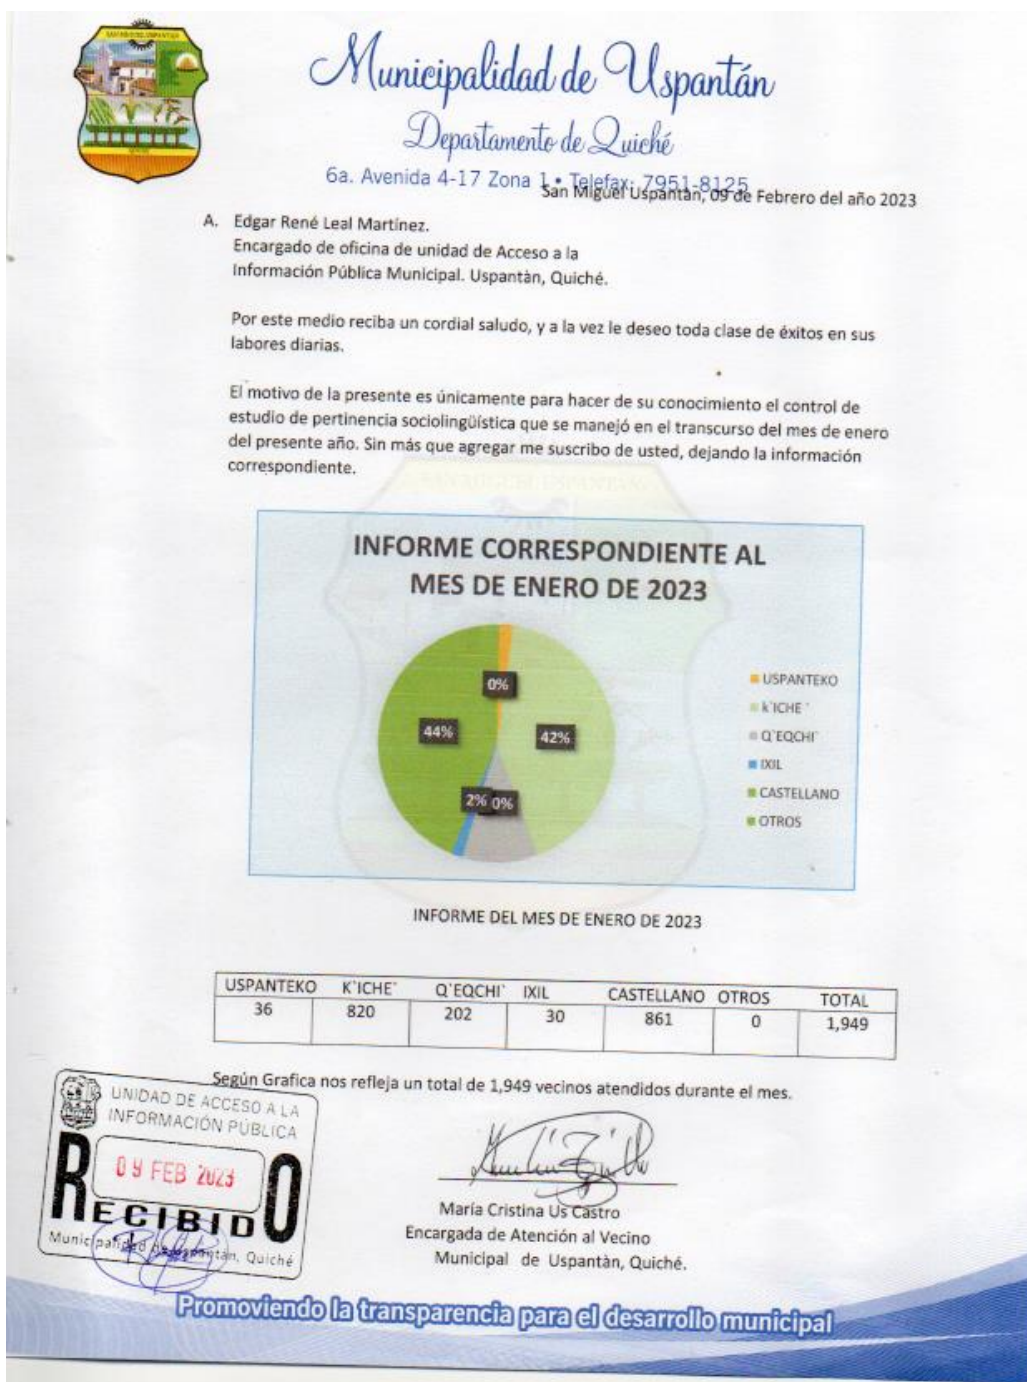 Municipalidad de Uspantán
Departamento de Quiché
6a. Avenida 4-17 Zona 1 • Telefax: 7951-8125
San Miguel Uspantàn, 09 de Febrero del año 2023
A. Edgar René Leal Martínez.
Encargado de oficina de unidad de Acceso a la
Información Pública Municipal. Uspantàn, Quiché.
Por este medio reciba un cordial saludo, y a la vez le deseo toda clase de éxitos en sus
labores diarias.
El motivo de la presente es únicamente para hacer de su conocimiento el control de
estudio de pertinencia sociolingüística que se manejó en el transcurso del mes de enero
del presente año. Sin más que agregar me suscribo de usted, dejando la información
correspondiente.
INFORME CORRESPONDIENTE AL
MES DE ENERO DE 2023
0%
44%
42%
2% 0%
USPANTEKO
k`ICHE´
Q`EQCHI´
IXIL
CASTELLANO
OTROS
INFORME DEL MES DE ENERO DE 2023
USPANTEKO K`ICHE´ Q`EQCHI` IXIL CASTELLANO OTROS TOTAL
36 820 202 30 861 0 1,949
Según Grafica nos refleja un total de 1,949 vecinos atendidos durante el mes.
UNIDAD DE ACCESO A LA
INFORMACIÓN PÚBLICA
09 FEB 2023
RECIBIDO
Municipalidad de Uspantán, Quiché
María Cristina Us Castro
Encargada de Atención al Vecino
Municipal de Uspantàn, Quiché.
Promoviendo la transparencia para el desarrollo municipal